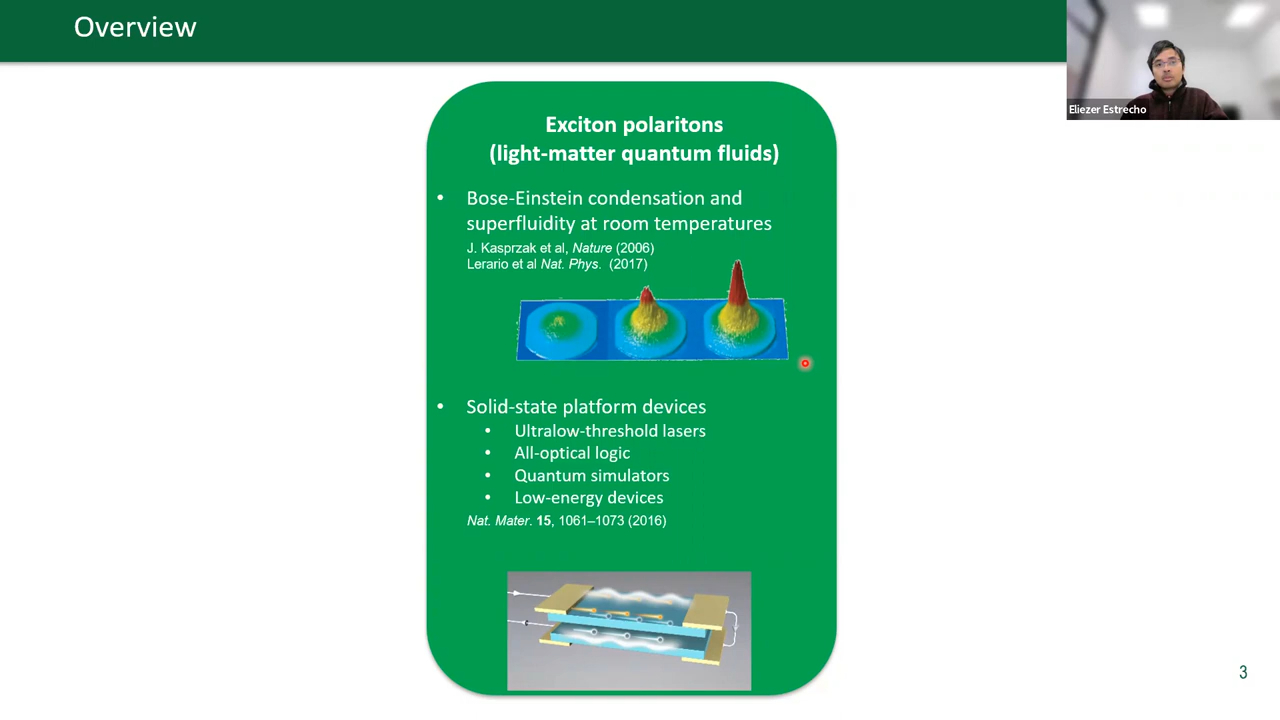 Overview
Eliezer Estrecho
Exciton polaritons
(light-matter quantum fluids)
• Bose-Einstein condensation and
superfluidity at room temperatures
J. Kasprzak et al, Nature (2006)
Lerario et al Nat. Phys. (2017)
• Solid-state platform devices
• Ultralow-threshold lasers
• All-optical logic
• Quantum simulators
• Low-energy devices
Nat. Mater. 15, 1061–1073 (2016)
3